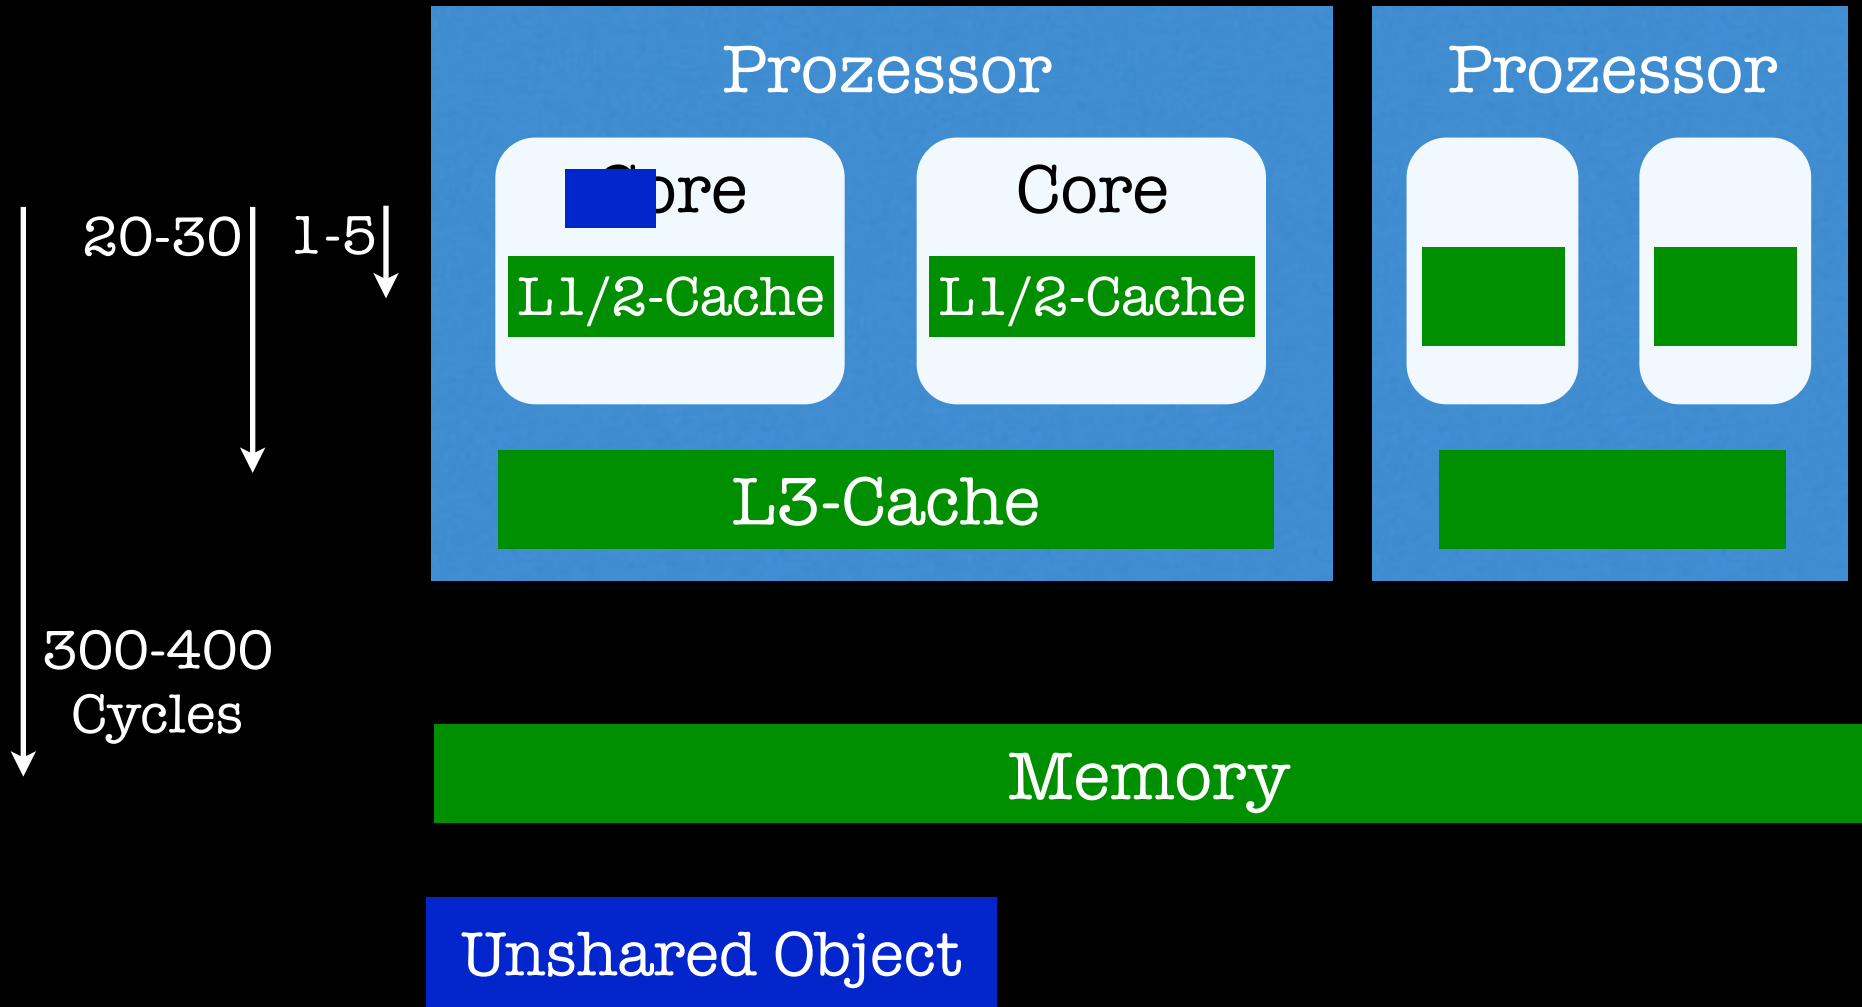 Prozessor
Prozessor
Core
20-30
1-5
L1/2-Cache
L1/2-Cache
L3-Cache
300-400
Cycles
Memory
Unshared Object